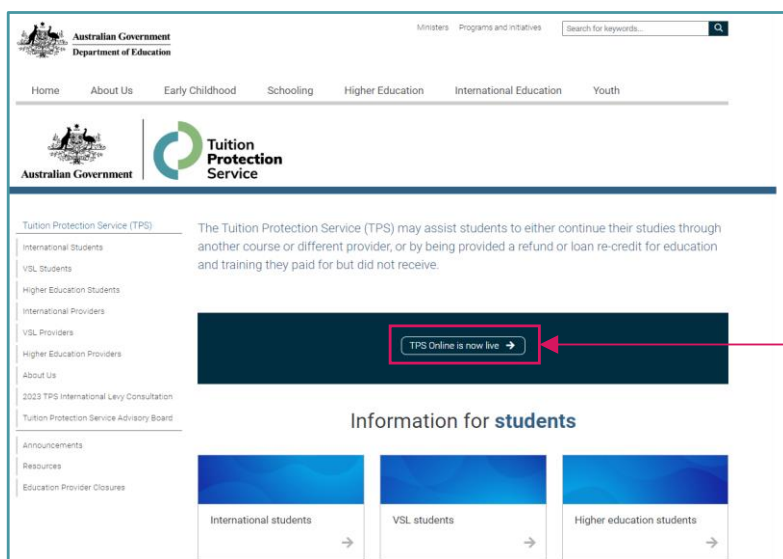 Australian Government
Department of Education
Ministers Programs and initiatives Search for keywords...
Home About Us Early Childhood Schooling Higher Education International Education Youth
Australian Government
Tuition
Protection
Service
Tuition Protection Service (TPS)
International Students
VSL Students
Higher Education Students
International Providers
VSL Providers
Higher Education Providers
About Us
2023 TPS International Levy Consultation
Tuition Protection Service Advisory Board
Announcements
Resources
Education Provider Closures
The Tuition Protection Service (TPS) may assist students to either continue their studies through
another course or different provider, or by being provided a refund or loan re-credit for education
and training they paid for but did not receive.
TPS Online is now live →
Information for students
International students →
VSL students →
Higher education students →